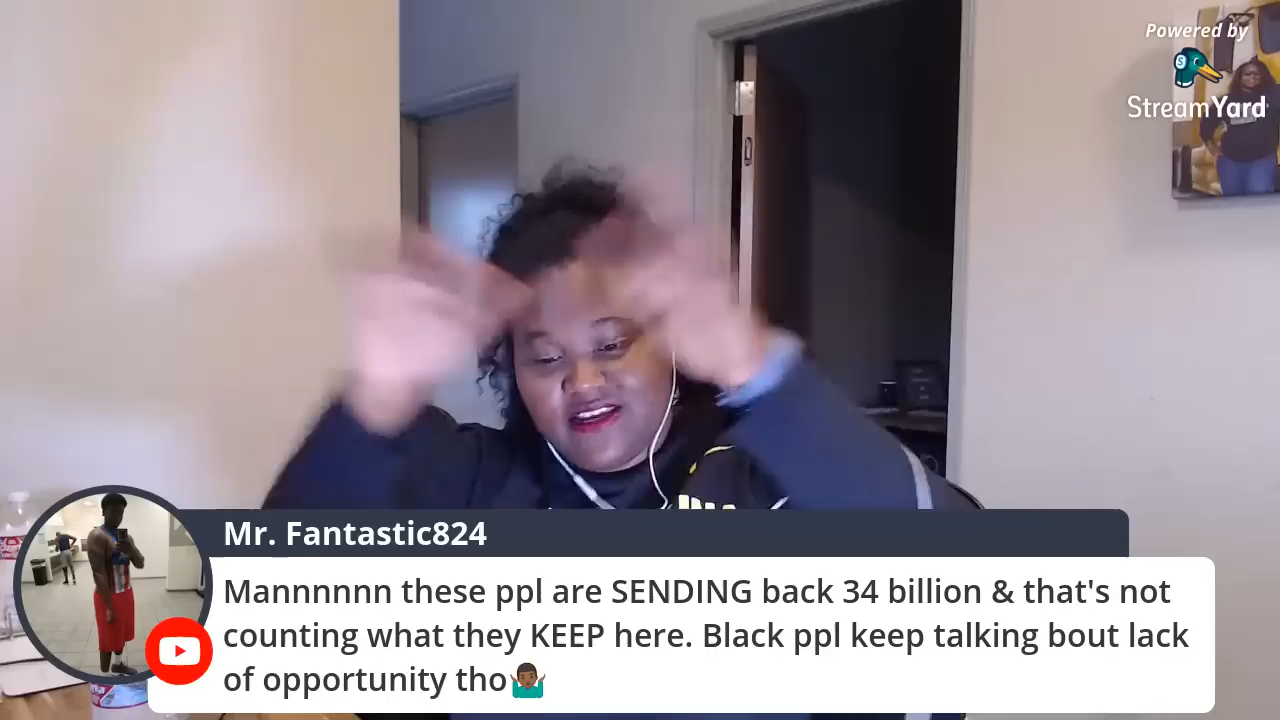 Powered by
StreamYard
Mr. Fantastic824
Mannnnnn these ppl are SENDING back 34 billion & that's not
counting what they KEEP here. Black ppl keep talking bout lack
of opportunity tho🤷🏾‍♂️